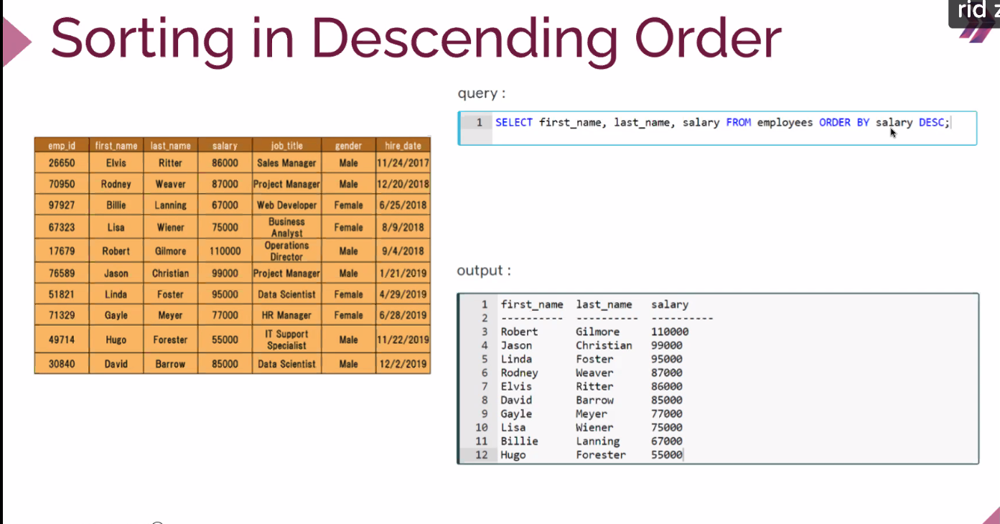 rid z
Sorting in Descending Order
query :
1 SELECT first_name, last_name, salary FROM employees ORDER BY salary DESC;
emp_id first_name last_name salary job_title gender hire_date
26650 Elvis Ritter 86000 Sales Manager Male 11/24/2017
70950 Rodney Weaver 87000 Project Manager Male 12/20/2018
97927 Billie Lanning 67000 Web Developer Female 6/25/2018
67323 Lisa Wiener 75000 Business Analyst Female 8/9/2018
17679 Robert Gilmore 110000 Operations Director Male 9/4/2018
76589 Jason Christian 99000 Project Manager Male 1/21/2019
51821 Linda Foster 95000 Data Scientist Female 4/29/2019
71329 Gayle Meyer 77000 HR Manager Female 6/28/2019
49714 Hugo Forester 55000 IT Support Specialist Male 11/22/2019
30840 David Barrow 85000 Data Scientist Male 12/2/2019
output :
1 first_name last_name salary
2 ---------- ---------- ----------
3 Robert Gilmore 110000
4 Jason Christian 99000
5 Linda Foster 95000
6 Rodney Weaver 87000
7 Elvis Ritter 86000
8 David Barrow 85000
9 Gayle Meyer 77000
10 Lisa Wiener 75000
11 Billie Lanning 67000
12 Hugo Forester 55000